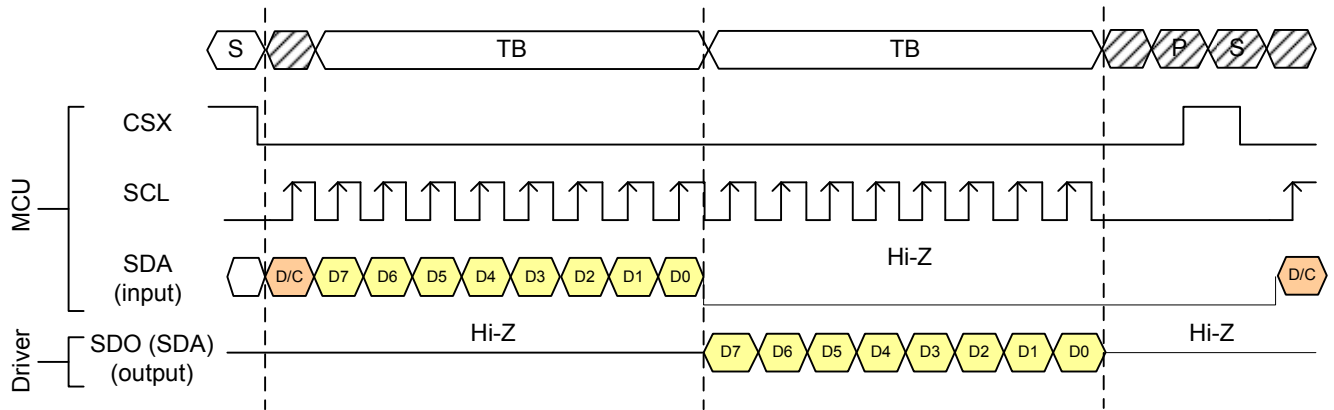 S TB TB P S
CSX
SCL
MCU
Hi-Z
SDA
(input)
D/C D7 D6 D5 D4 D3 D2 D1 D0 D/C
Hi-Z Hi-Z
Driver
SDO (SDA)
(output)
D7 D6 D5 D4 D3 D2 D1 D0